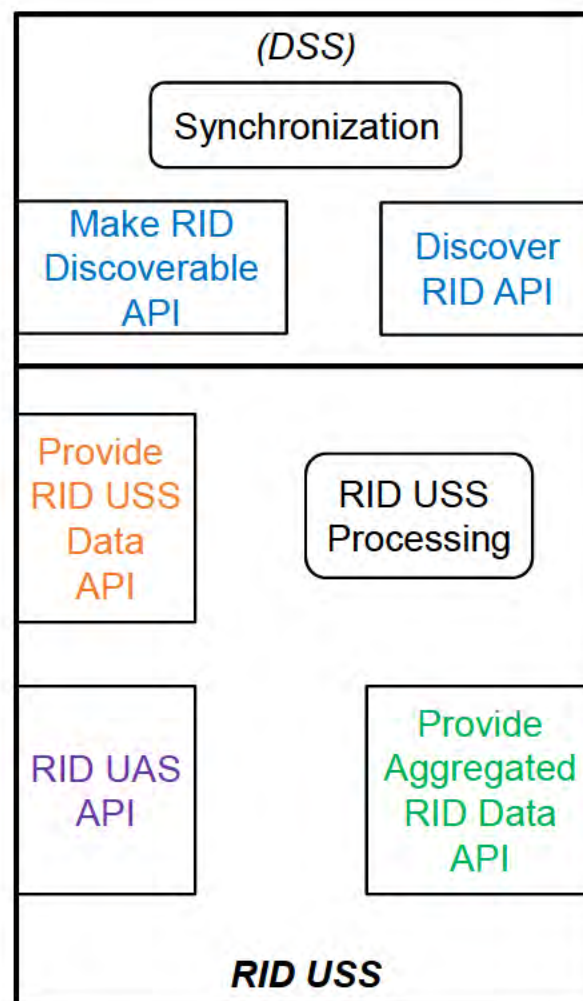 (DSS)
Synchronization
Make RID
Discoverable
API
Discover
RID API
Provide
RID USS
Data
API
RID USS
Processing
RID UAS
API
Provide
Aggregated
RID Data
API
RID USS